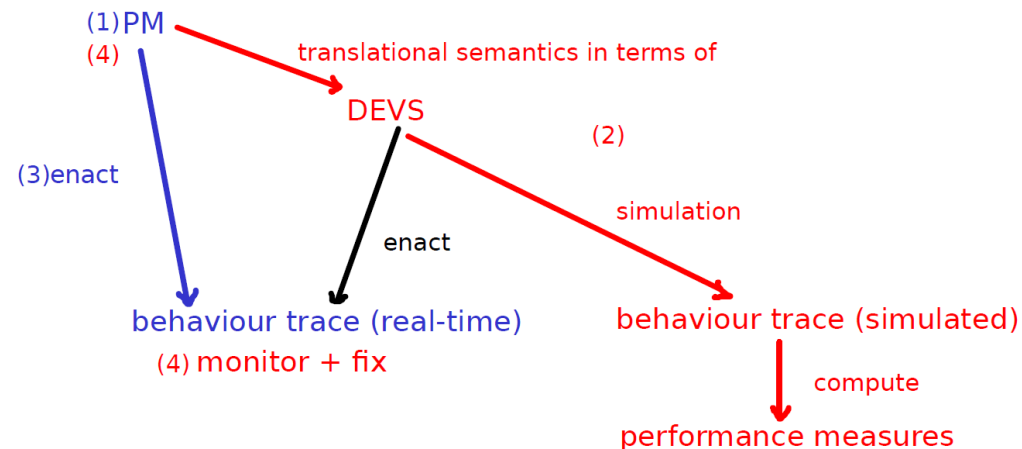 (1)PM
(4)
translational semantics in terms of
DEVS
(2)
(3)enact
simulation
enact
behaviour trace (real-time)
behaviour trace (simulated)
(4) monitor + fix
compute
performance measures